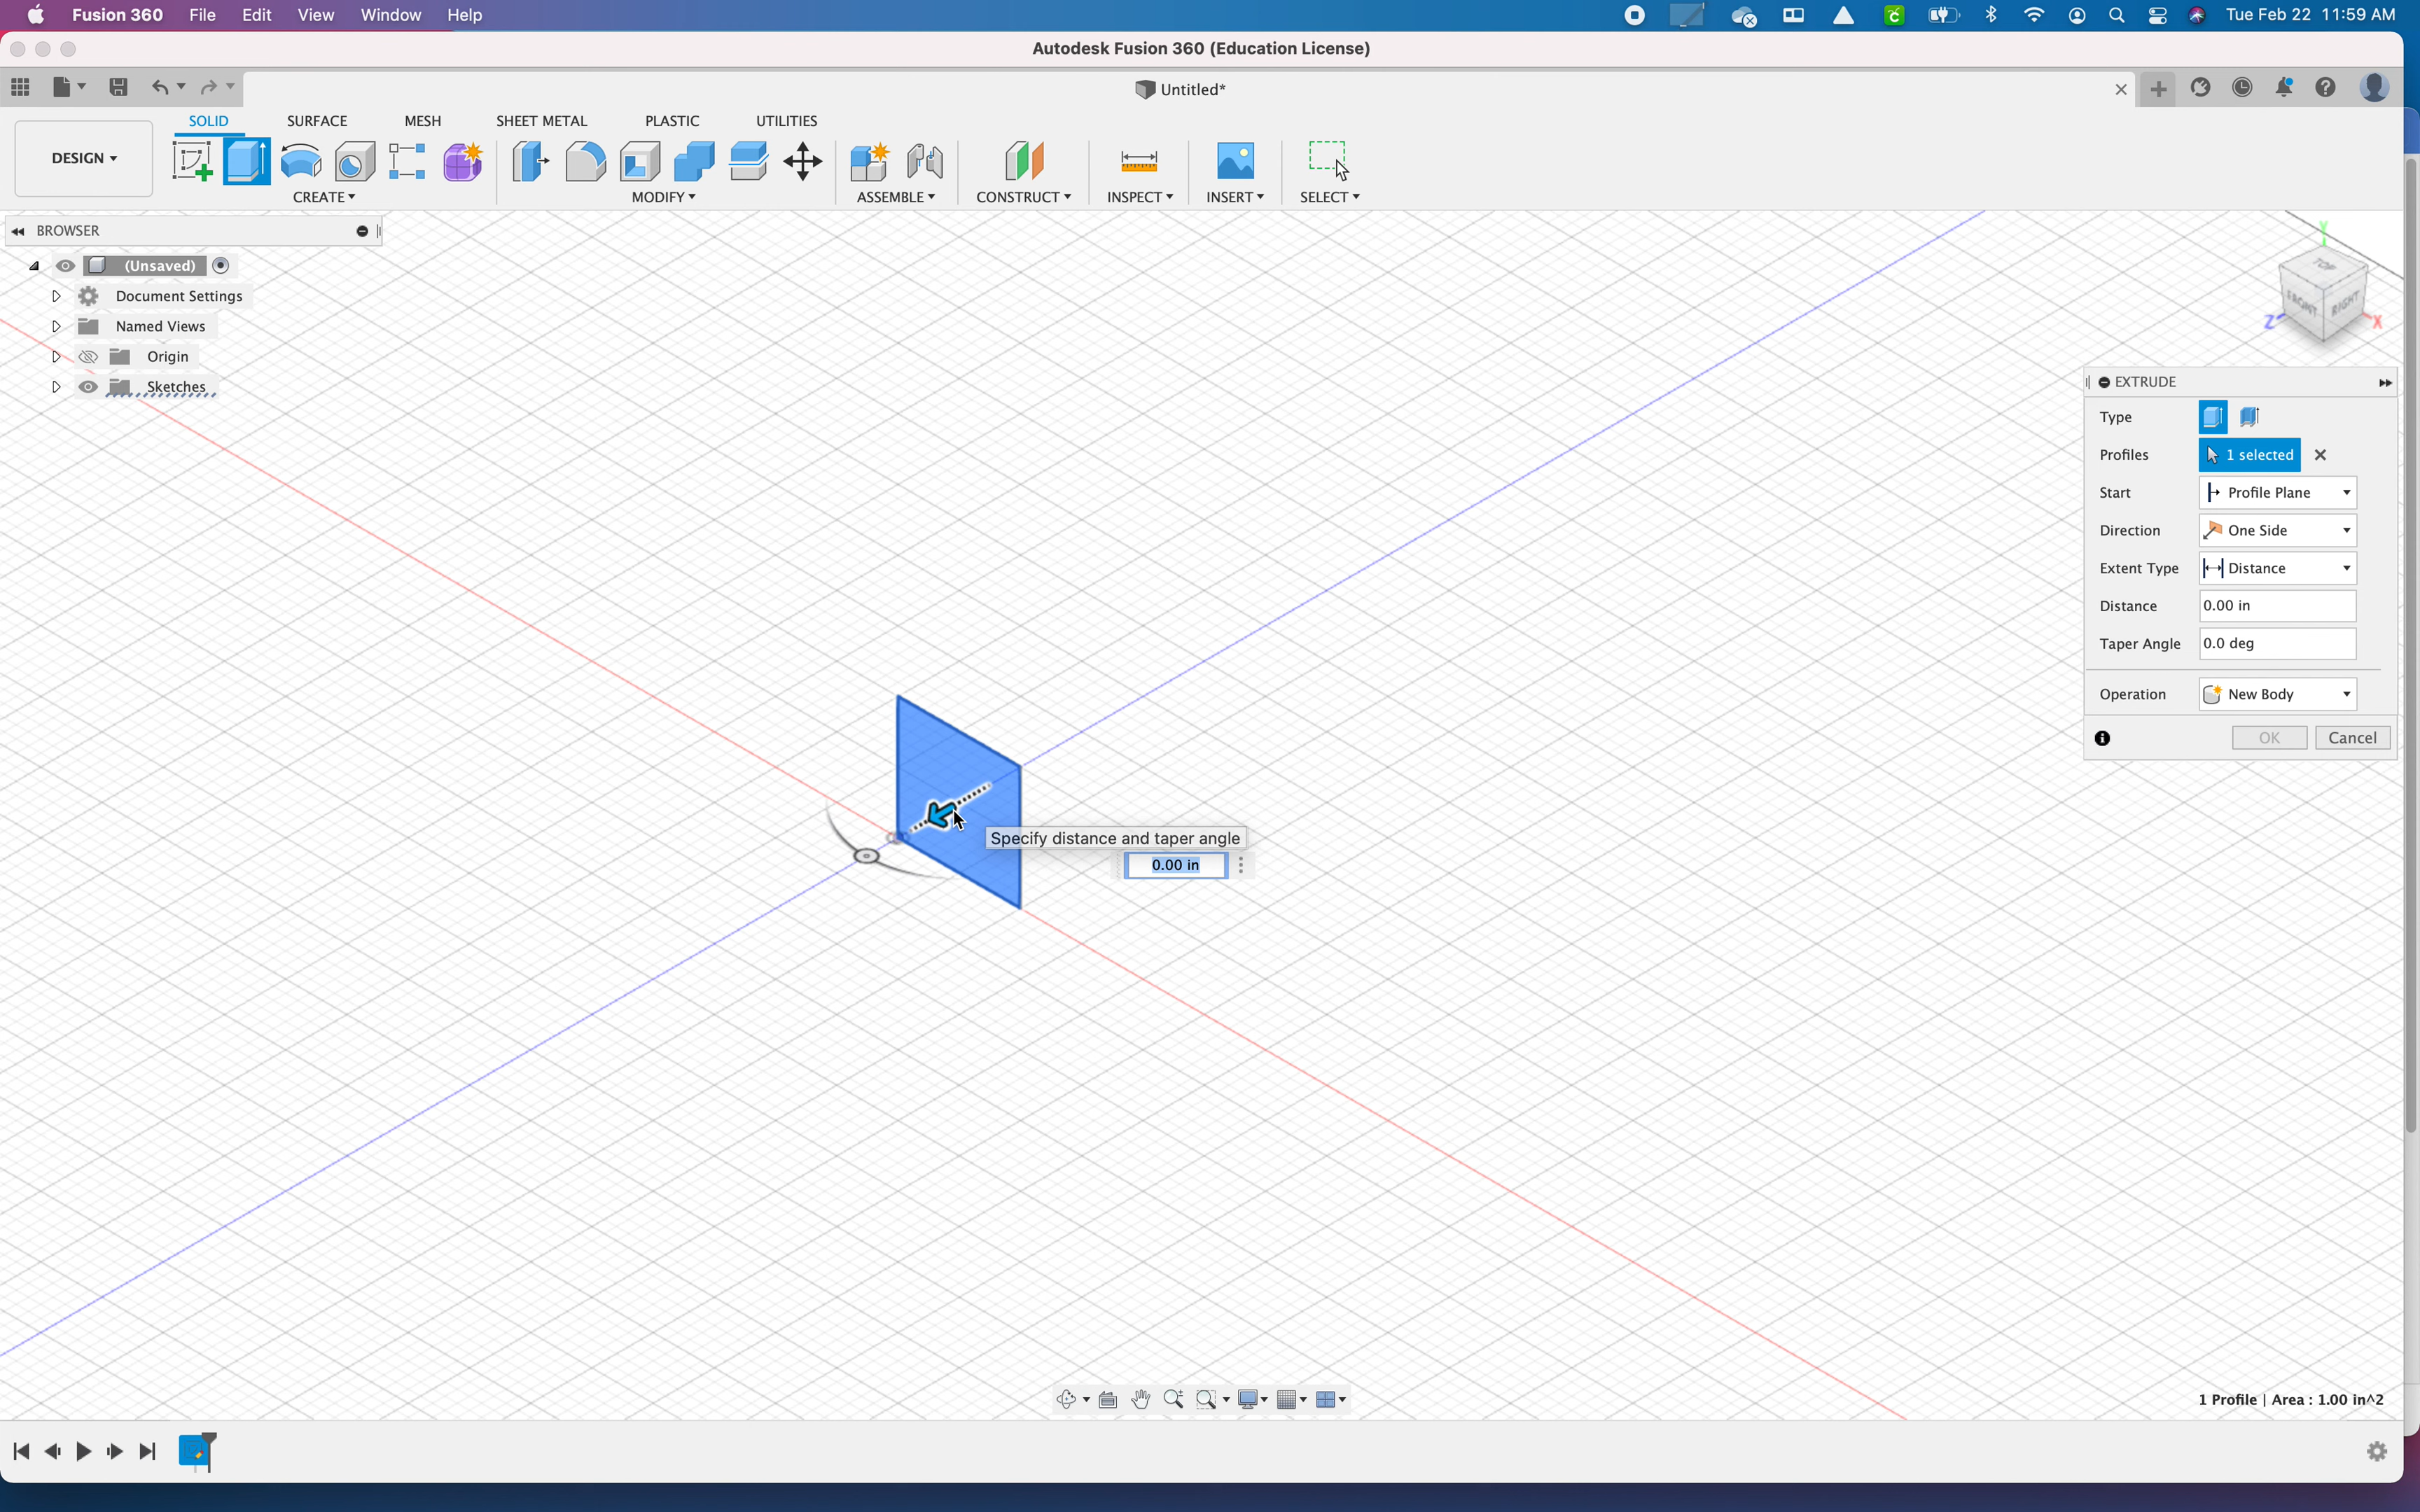 Fusion 360 File Edit View Window Help Tue Feb 22 11:59 AM
Autodesk Fusion 360 (Education License)
Untitled*
SOLID SURFACE MESH SHEET METAL PLASTIC UTILITIES
DESIGN
CREATE MODIFY ASSEMBLE CONSTRUCT INSPECT INSERT SELECT
BROWSER
(Unsaved)
Document Settings
Named Views
Origin
Sketches
Y
TOP
FRONT RIGHT
Z X
EXTRUDE
Type
Profiles 1 selected
Start Profile Plane
Direction One Side
Extent Type Distance
Distance 0.00 in
Taper Angle 0.0 deg
Operation New Body
OK Cancel
Specify distance and taper angle
0.00 in
1 Profile | Area : 1.00 in^2